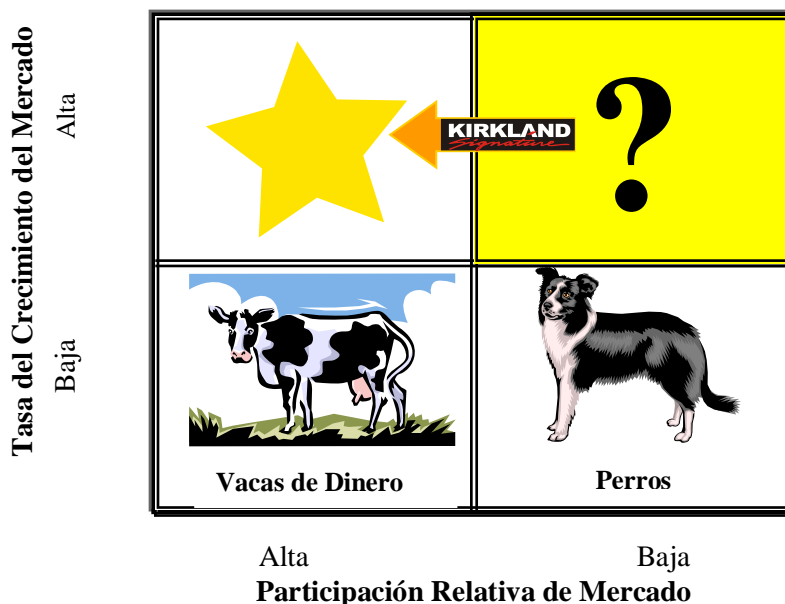 Tasa del Crecimiento del Mercado
Alta
Baja
?
KIRKLAND
Signature
Vacas de Dinero
Perros
Alta
Baja
Participación Relativa de Mercado